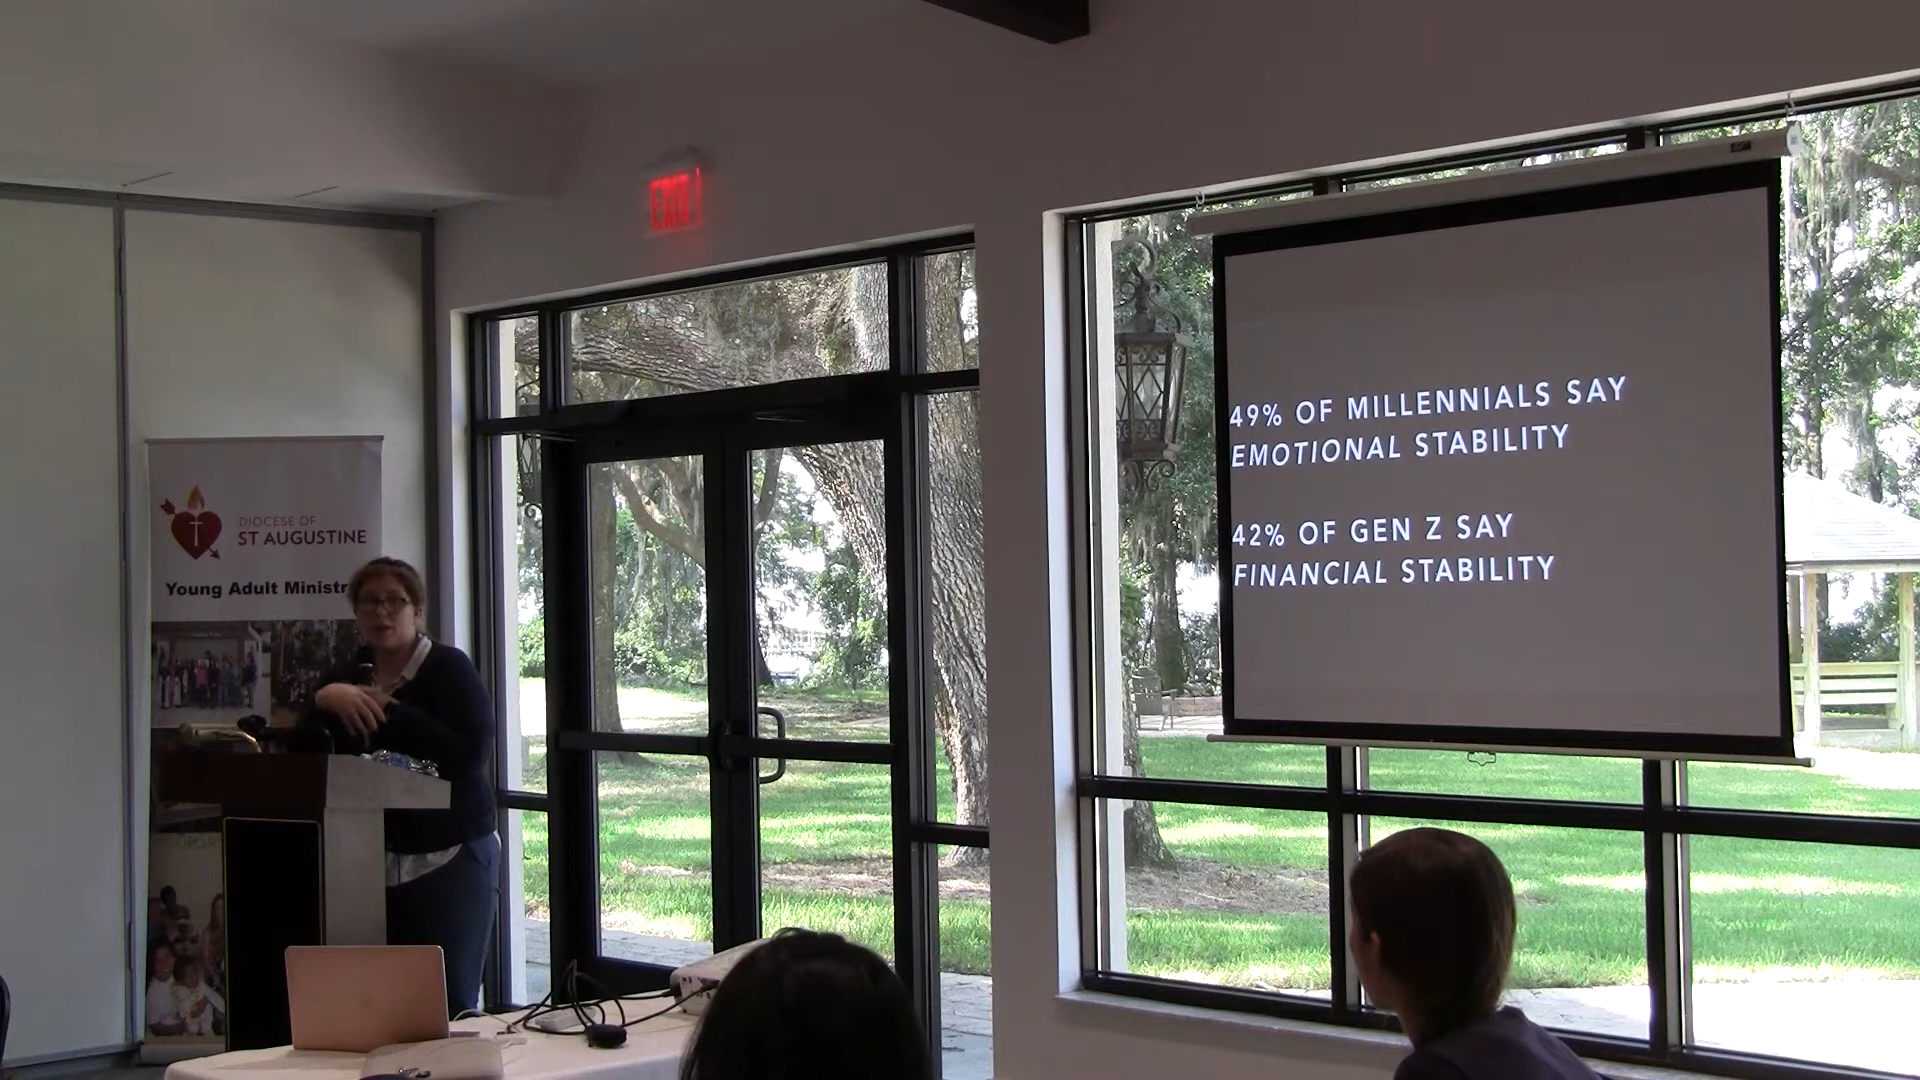 EXIT
DIOCESE OF
ST AUGUSTINE
Young Adult Ministr
49% OF MILLENNIALS SAY
EMOTIONAL STABILITY
42% OF GEN Z SAY
FINANCIAL STABILITY